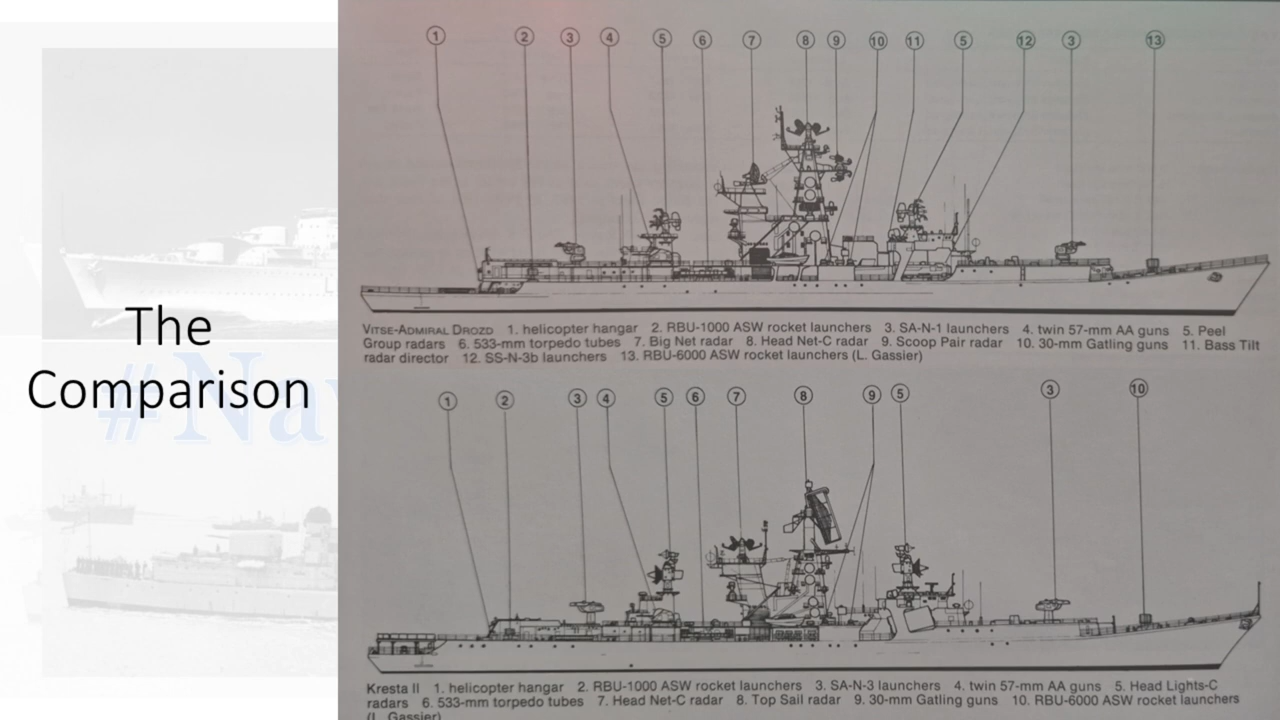 The
Comparison
#Na
1 2 3 4 5 6 7 8 9 10 11 5 12 3 13
VITSE-ADMIRAL DROZD 1. helicopter hangar 2. RBU-1000 ASW rocket launchers 3. SA-N-1 launchers 4. twin 57-mm AA guns 5. Peel
Group radars 6. 533-mm torpedo tubes 7. Big Net radar 8. Head Net-C radar 9. Scoop Pair radar 10. 30-mm Gatling guns 11. Bass Tilt
radar director 12. SS-N-3b launchers 13. RBU-6000 ASW rocket launchers (L. Gassier)
1 2 3 4 5 6 7 8 9 5 3 10
Kresta II 1. helicopter hangar 2. RBU-1000 ASW rocket launchers 3. SA-N-3 launchers 4. twin 57-mm AA guns 5. Head Lights-C
radars 6. 533-mm torpedo tubes 7. Head Net-C radar 8. Top Sail radar 9. 30-mm Gatling guns 10. RBU-6000 ASW rocket launchers
(L. Gassier)